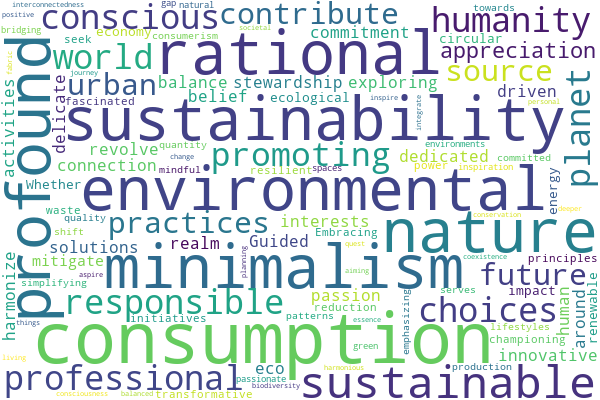 interconnectedness
gap
natural
towards
positive
conscious
contribute
humanity
bridging
economy
consumerism
societal
commitment
circular
seek
world
rational
appreciation
fabric
journey
source
activities
delicate
fascinated
urban
balance
stewardship
exploring
driven
belief
ecological
inspire
integrate
personal
profound
sustainability
planet
revolve
quantity
environments
connection
promoting
dedicated
committed
change
mindful
resilient
spaces
power
inspiration
Whether
environmental
energy
waste
practices
interests
conservation
deeper
quality
Embracing
nature
shift
solutions
realm
Guided
planning
quest
coexistence
principles
harmonize
mitigate
minimalism
future
simplifying
aspire
aiming
serves
impact
human
around
renewable
responsible
passion
reduction
choices
lifestyles
emphasizing
championing
things
initiatives
patterns
essence
innovative
consumption
green
living
professional
eco
harmonious
production
passionate
biodiversity
sustainable
consciousness
balanced
transformative